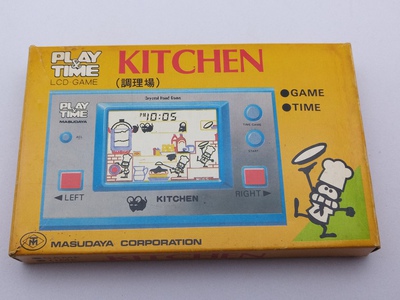 PLAY
&
TIME
LCD-GAME
KITCHEN
(調理場)
●GAME
●TIME
PLAY
&
TIME
MASUDAYA
PM 10:05
◀LEFT
RIGHT▶
KITCHEN
M
MASUDAYA CORPORATION